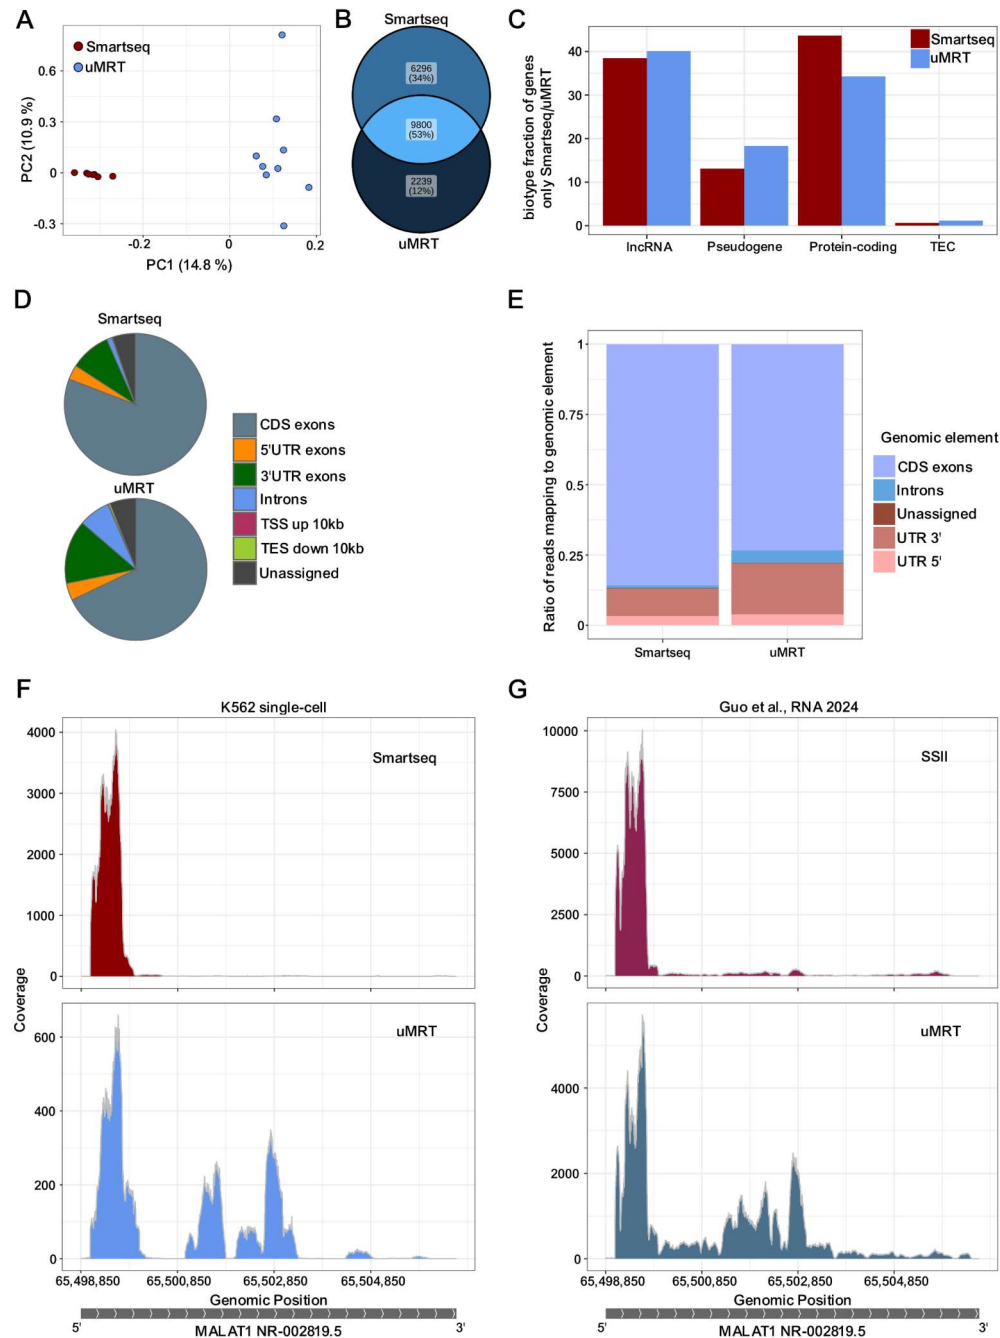 A
Smartseq
uMRT
PC2 (10.9 %)
0.6
0.3
0
-0.3
-0.2
0
0.2
PC1 (14.8 %)
B
Smartseq
6296
(34%)
9800
(53%)
2239
(12%)
uMRT
C
biotype fraction of genes
only Smartseq/uMRT
40
30
20
10
0
Smartseq
uMRT
lncRNA
Pseudogene
Protein-coding
TEC
D
Smartseq
uMRT
CDS exons
5'UTR exons
3'UTR exons
Introns
TSS up 10kb
TES down 10kb
Unassigned
E
Ratio of reads mapping to genomic element
1
0.75
0.5
0.25
0
Smartseq
uMRT
Genomic element
CDS exons
Introns
Unassigned
UTR 3'
UTR 5'
F
K562 single-cell
Smartseq
4000
3000
2000
1000
0
Coverage
uMRT
600
400
200
0
65,498,850
65,500,850
65,502,850
65,504,850
Genomic Position
5'
MALAT1 NR-002819.5
3'
G
Guo et al., RNA 2024
SSII
10000
7500
5000
2500
0
Coverage
uMRT
4000
2000
0
65,498,850
65,500,850
65,502,850
65,504,850
Genomic Position
5'
MALAT1 NR-002819.5
3'